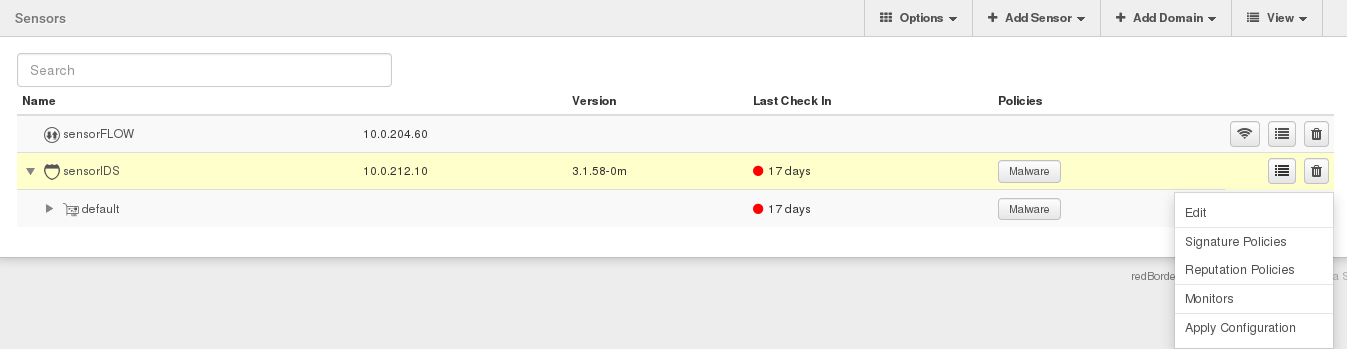 Sensors Options Add Sensor Add Domain View
Search
Name Version Last Check In Policies
sensorFLOW 10.0.204.60
sensorIDS 10.0.212.10 3.1.58-0m 17 days Malware
default 17 days Malware
Edit
Signature Policies
Reputation Policies
redBorde
Monitors
Apply Configuration